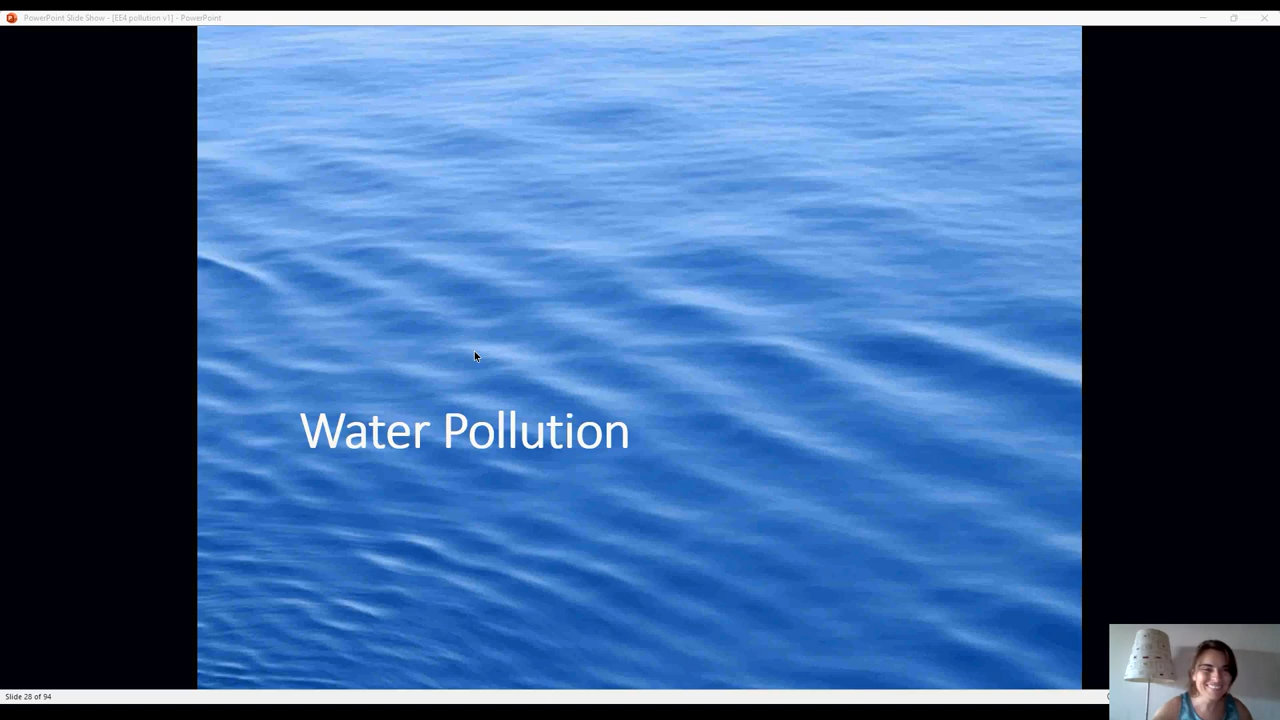 PowerPoint Slide Show - [EE4 pollution v1] - PowerPoint
Water Pollution
Slide 28 of 94